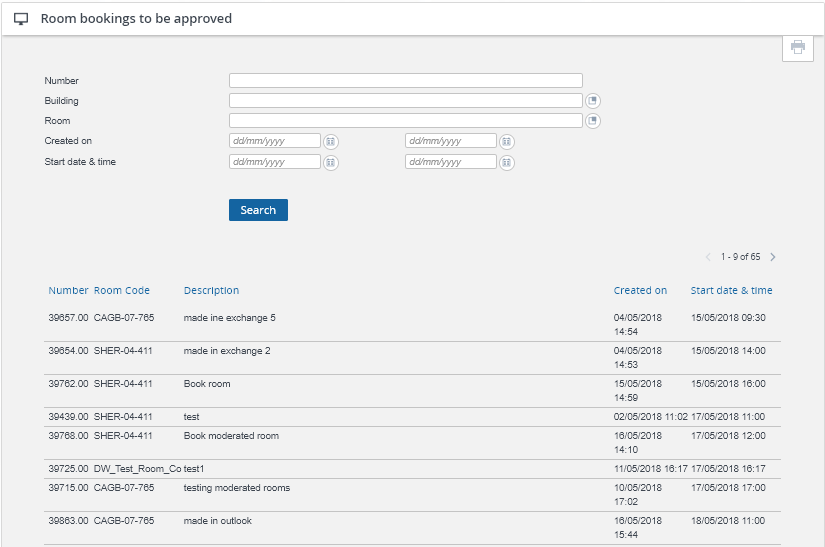 Room bookings to be approved
Number
Building
Room
Created on dd/mm/yyyy dd/mm/yyyy
Start date & time dd/mm/yyyy dd/mm/yyyy
Search
1 - 9 of 65
Number Room Code Description Created on Start date & time
39657.00 CAGB-07-765 made ine exchange 5 04/05/2018 15/05/2018 09:30
14:54
39654.00 SHER-04-411 made in exchange 2 04/05/2018 15/05/2018 14:00
14:53
39762.00 SHER-04-411 Book room 15/05/2018 15/05/2018 16:00
14:59
39439.00 SHER-04-411 test 02/05/2018 11:02 17/05/2018 11:00
39768.00 SHER-04-411 Book moderated room 16/05/2018 17/05/2018 12:00
14:10
39725.00 DW_Test_Room_Co test1 11/05/2018 16:17 17/05/2018 16:17
39715.00 CAGB-07-765 testing moderated rooms 10/05/2018 17/05/2018 17:00
17:02
39863.00 CAGB-07-765 made in outlook 16/05/2018 18/05/2018 11:00
15:44